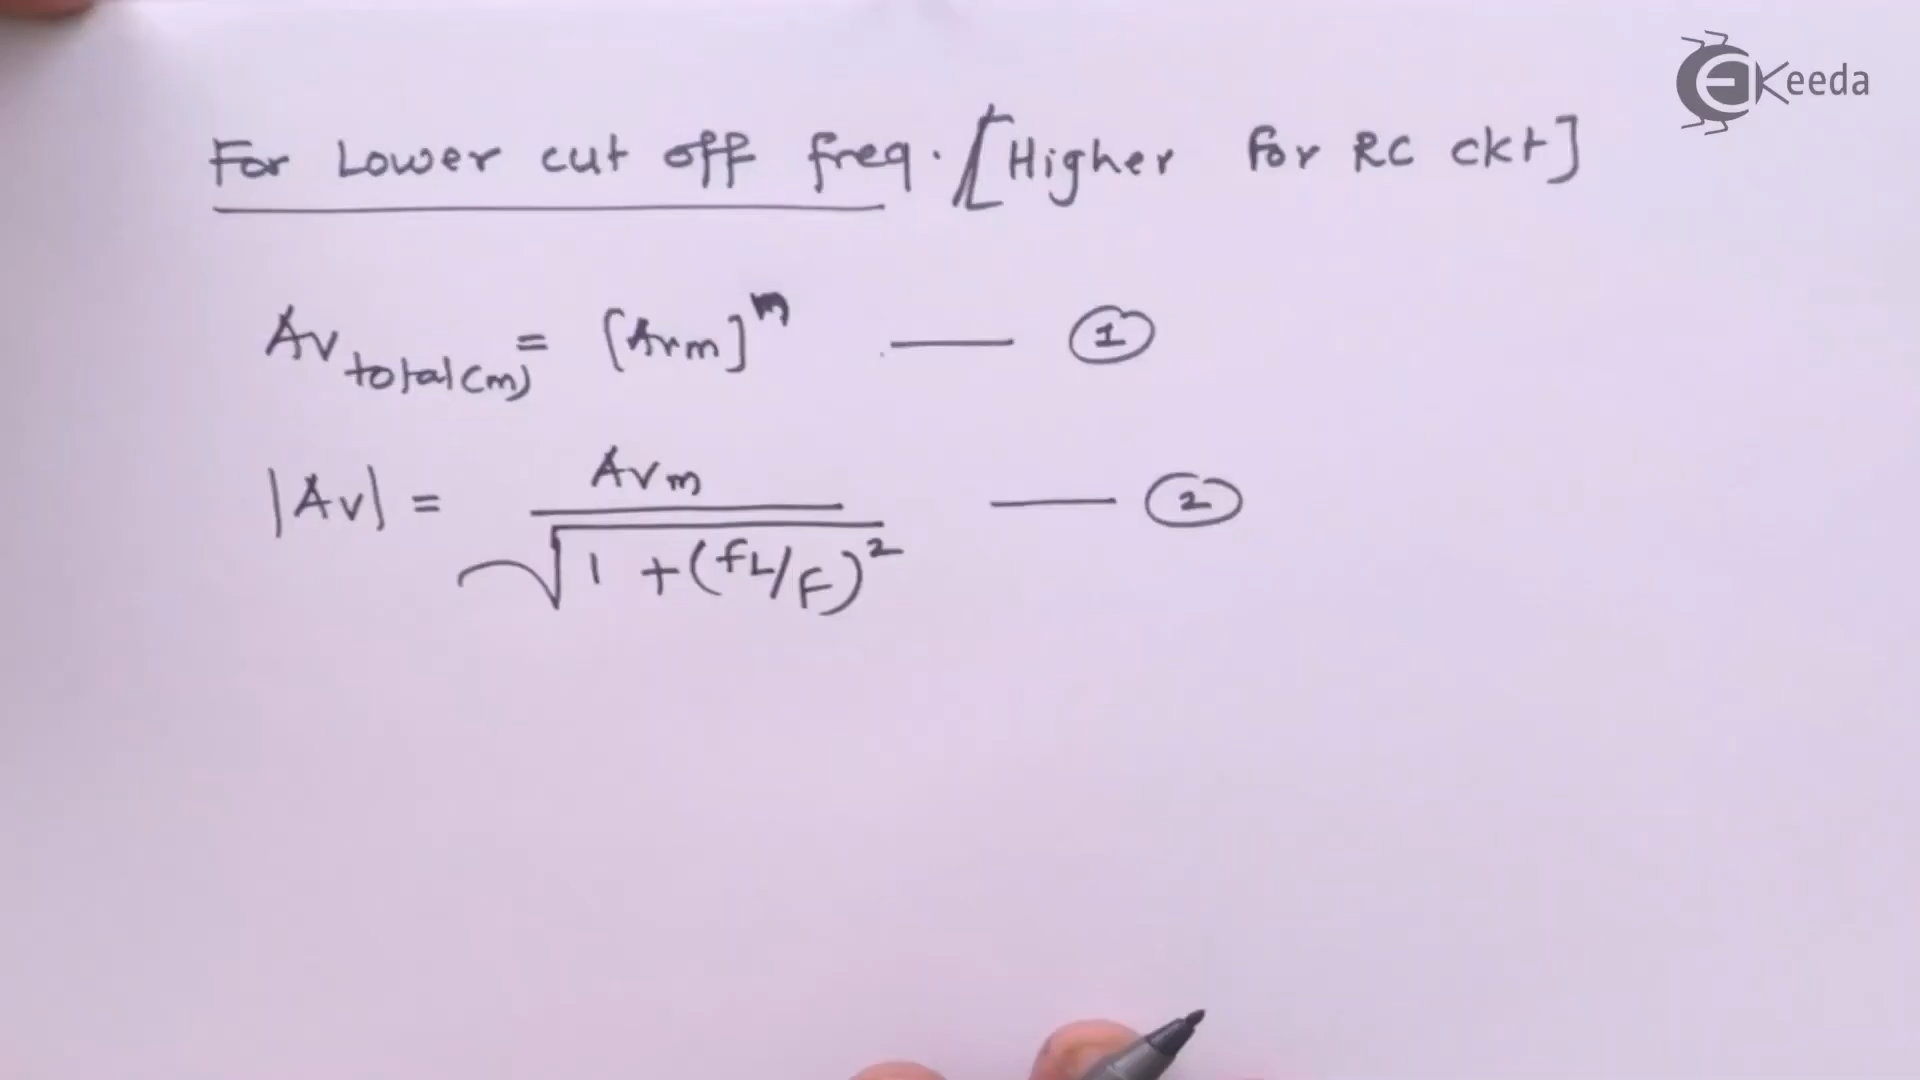 EKeeda
For Lower cut off freq. [Higher for RC ckt]
Av total(m) = [Avm]^m —— ①
|Av| = Avm / √(1 + (fL/F)²) —— ②